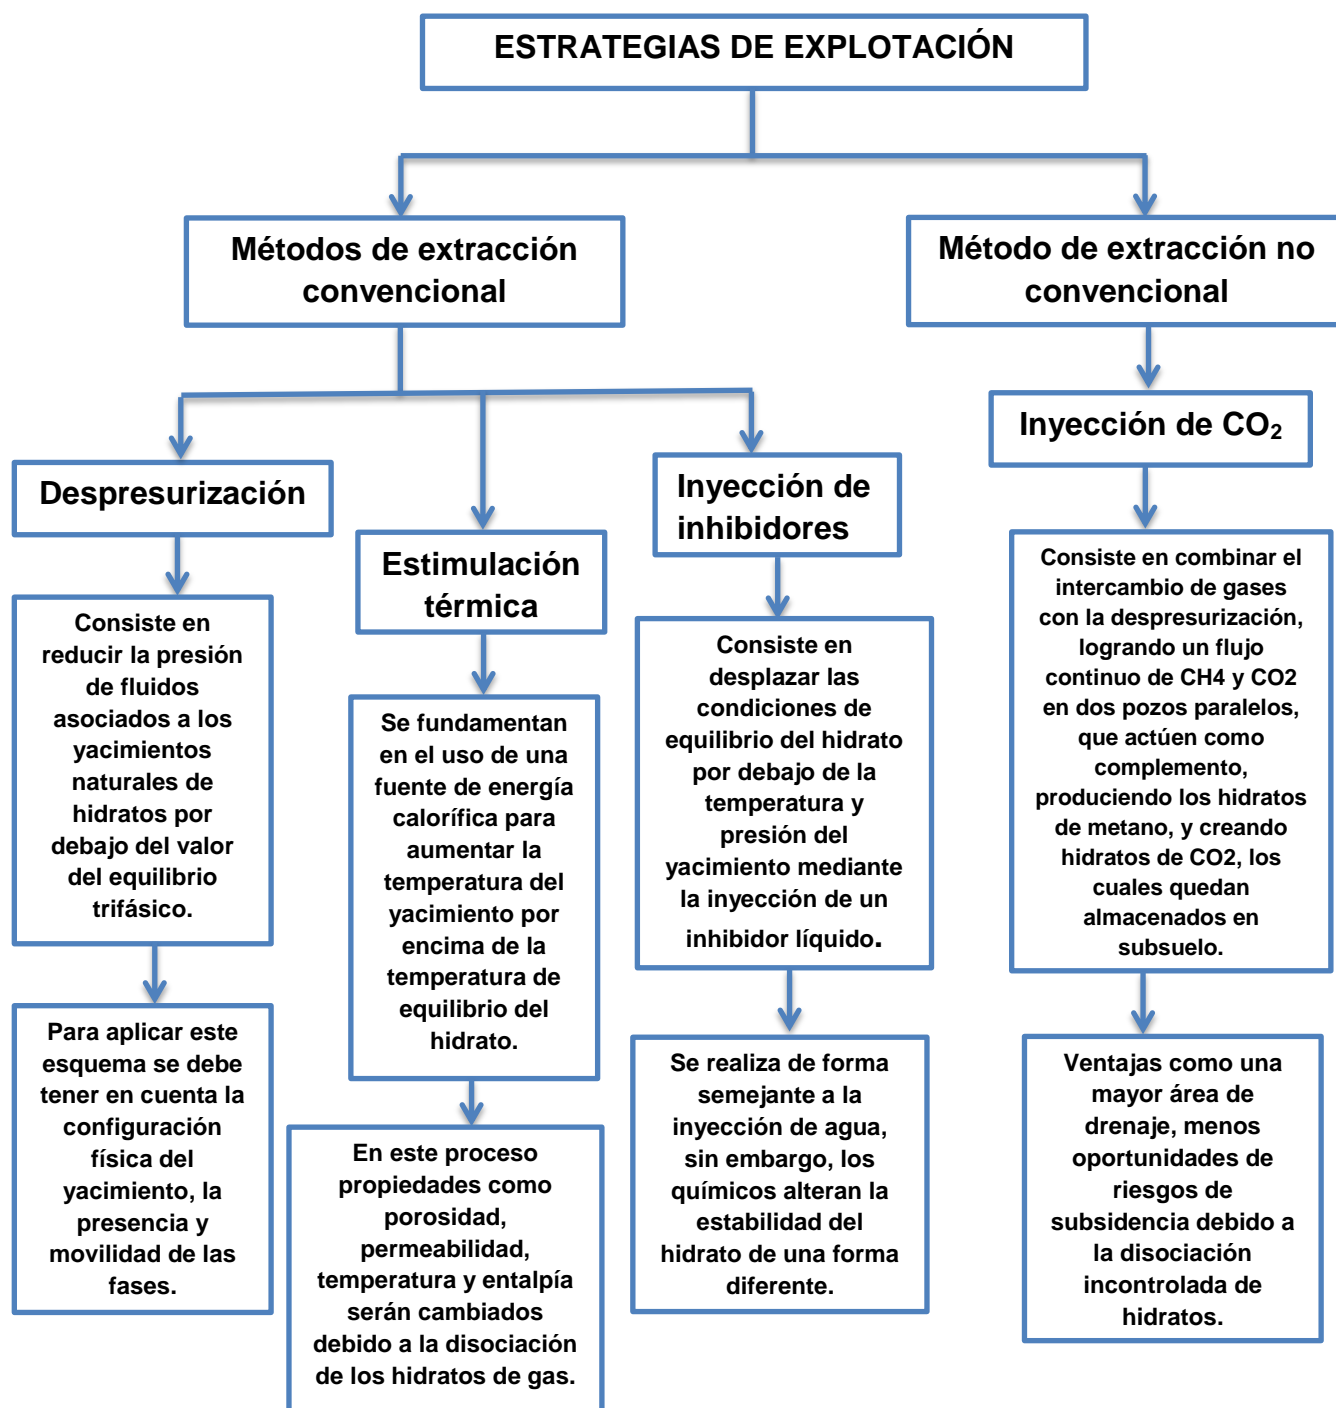 ESTRATEGIAS DE EXPLOTACIÓN
Métodos de extracción
convencional
Método de extracción no
convencional
Despresurización
Consiste en
reducir la presión
de fluidos
asociados a los
yacimientos
naturales de
hidratos por
debajo del valor
del equilibrio
trifásico.
Para aplicar este
esquema se debe
tener en cuenta la
configuración
física del
yacimiento, la
presencia y
movilidad de las
fases.
Estimulación
térmica
Se fundamentan
en el uso de una
fuente de energía
calorífica para
aumentar la
temperatura del
yacimiento por
encima de la
temperatura de
equilibrio del
hidrato.
En este proceso
propiedades como
porosidad,
permeabilidad,
temperatura y entalpía
serán cambiados
debido a la disociación
de los hidratos de gas.
Inyección de
inhibidores
Consiste en
desplazar las
condiciones de
equilibrio del hidrato
por debajo de la
temperatura y
presión del
yacimiento mediante
la inyección de un
inhibidor líquido.
Se realiza de forma
semejante a la
inyección de agua,
sin embargo, los
químicos alteran la
estabilidad del
hidrato de una forma
diferente.
Inyección de CO₂
Consiste en combinar el
intercambio de gases
con la despresurización,
logrando un flujo
continuo de CH4 y CO2
en dos pozos paralelos,
que actúen como
complemento,
produciendo los hidratos
de metano, y creando
hidratos de CO2, los
cuales quedan
almacenados en
subsuelo.
Ventajas como una
mayor área de
drenaje, menos
oportunidades de
riesgos de
subsidencia debido a
la disociación
incontrolada de
hidratos.